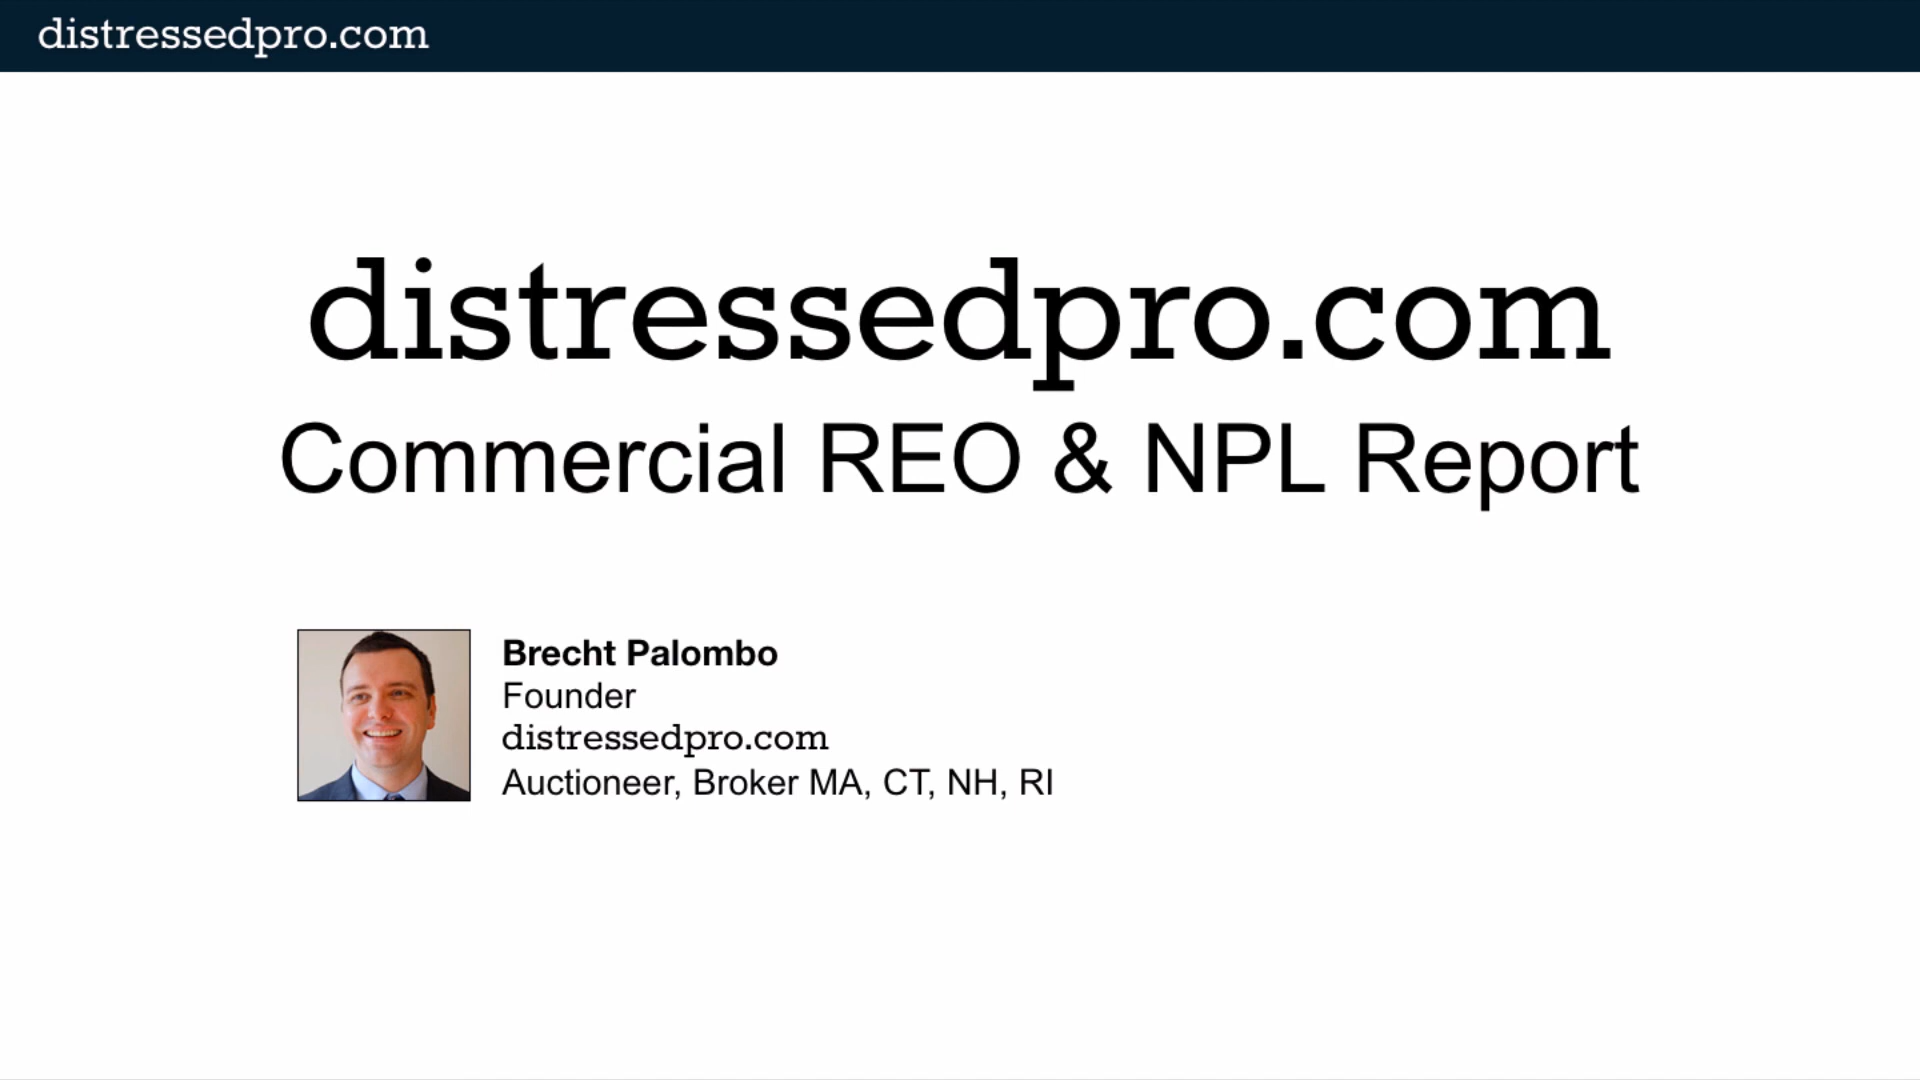 distressedpro.com
distressedpro.com
Commercial REO & NPL Report
Brecht Palombo
Founder
distressedpro.com
Auctioneer, Broker MA, CT, NH, RI